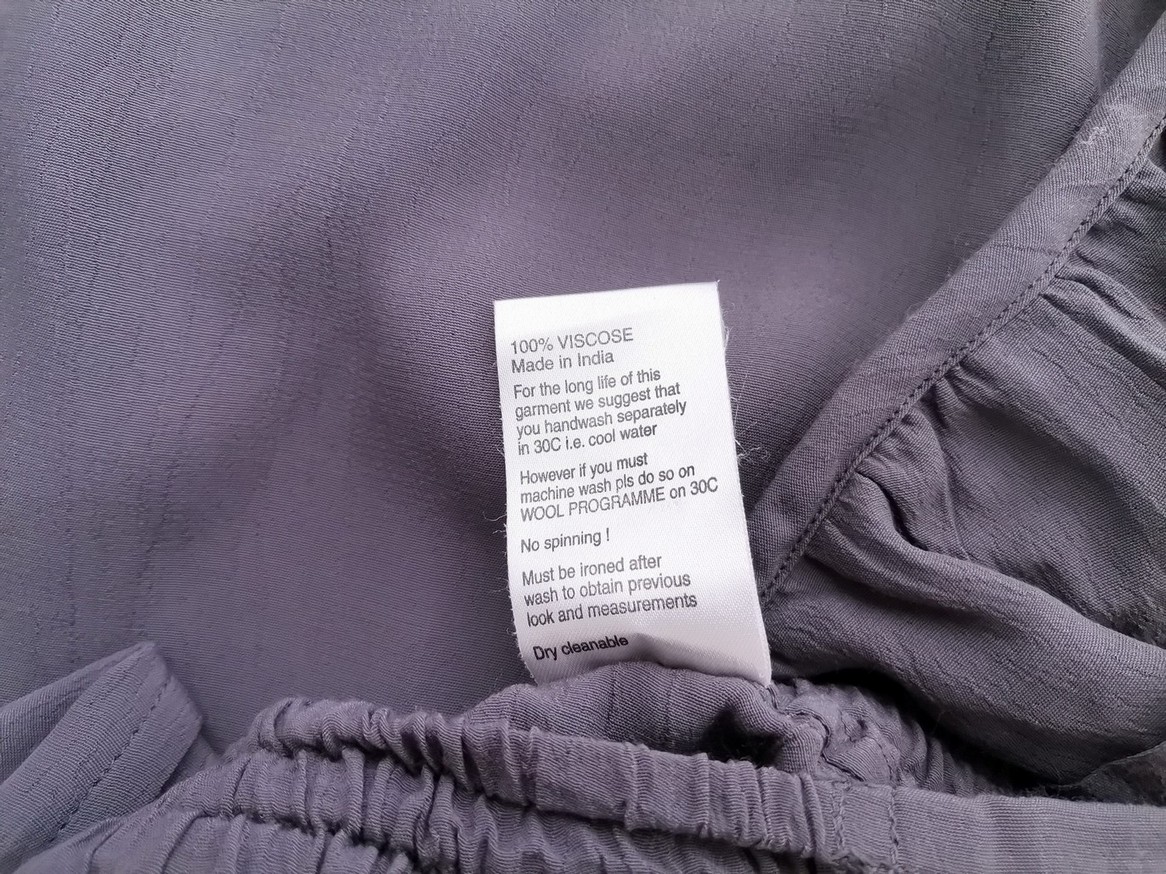 100% VISCOSE
Made in India
For the long life of this
garment we suggest that
you handwash separately
in 30C i.e. cool water
However if you must
machine wash pls do so on
WOOL PROGRAMME on 30C
No spinning !
Must be ironed after
wash to obtain previous
look and measurements
Dry cleanable